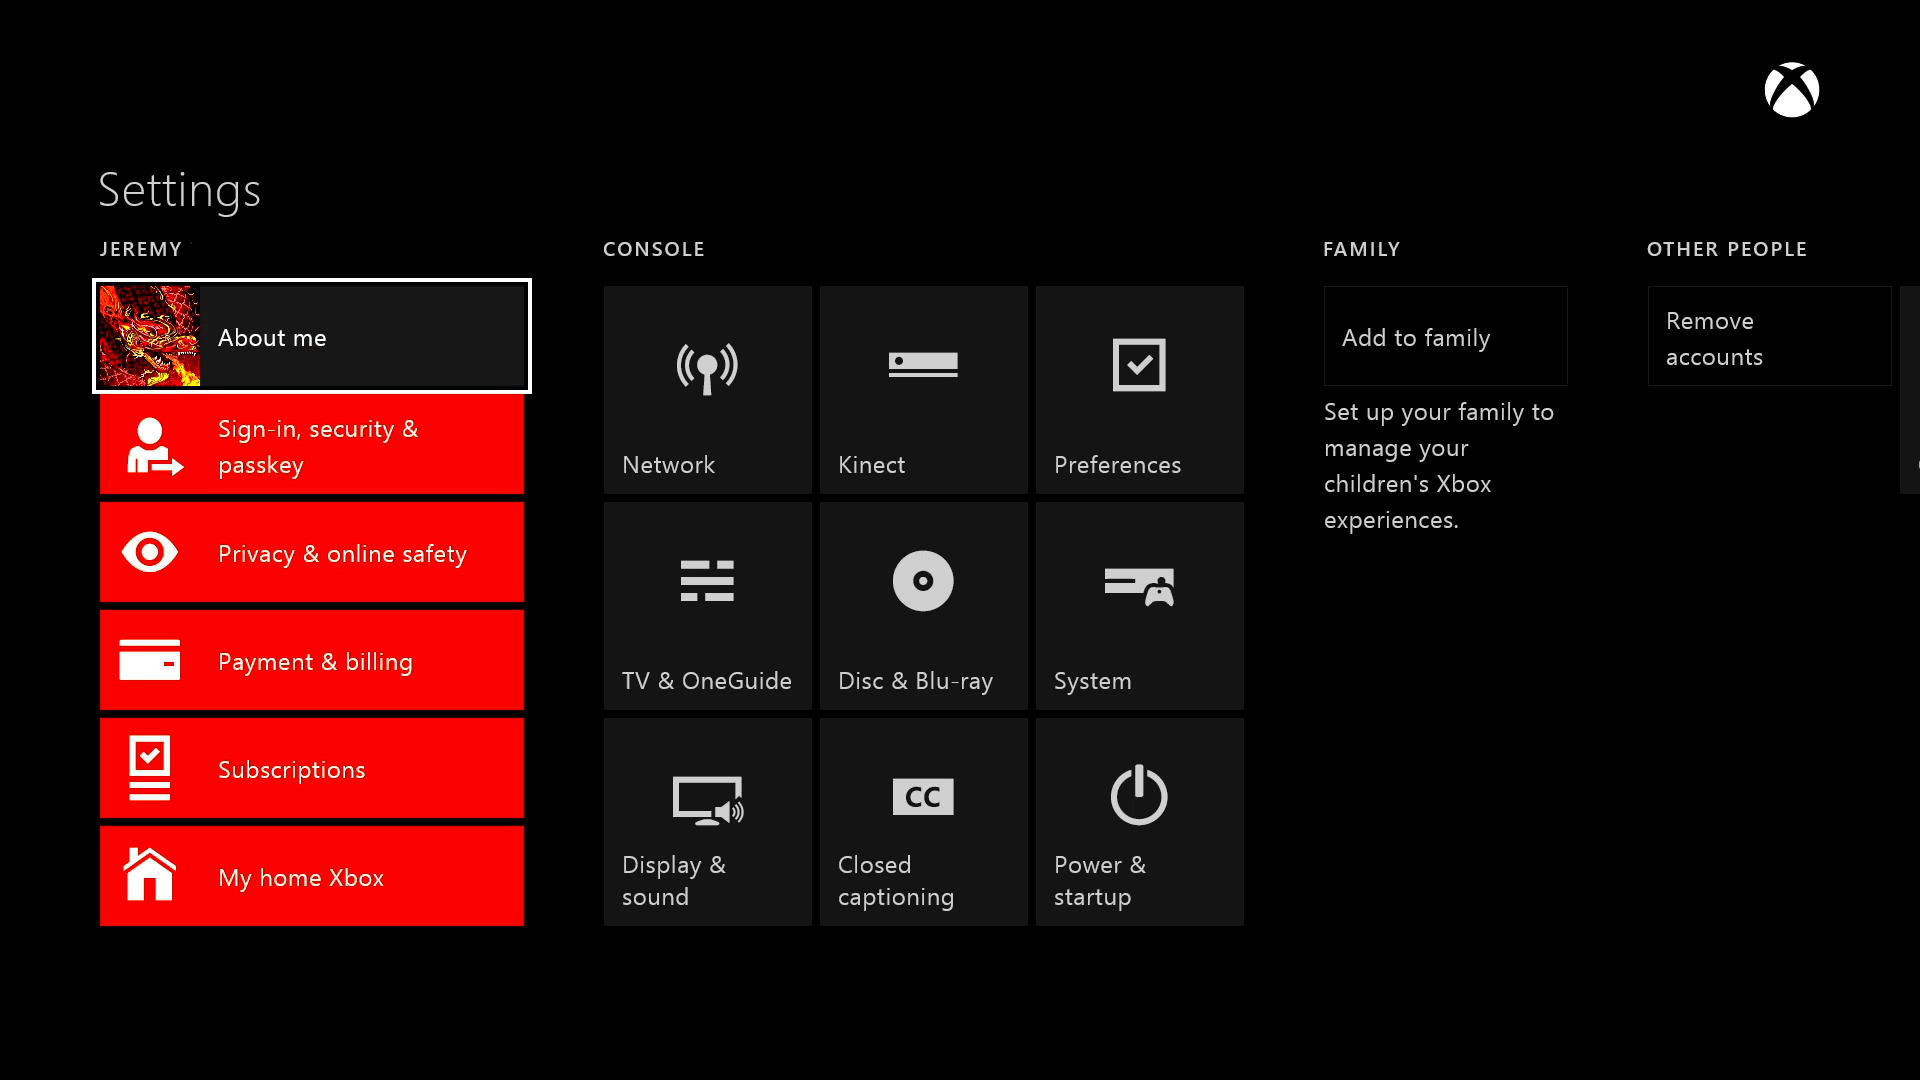 Settings
JEREMY
About me
Sign-in, security &
passkey
Privacy & online safety
Payment & billing
Subscriptions
My home Xbox
CONSOLE
Network
Kinect
Preferences
TV & OneGuide
Disc & Blu-ray
System
Display &
sound
CC
Closed
captioning
Power &
startup
FAMILY
Add to family
Set up your family to
manage your
children's Xbox
experiences.
OTHER PEOPLE
Remove
accounts